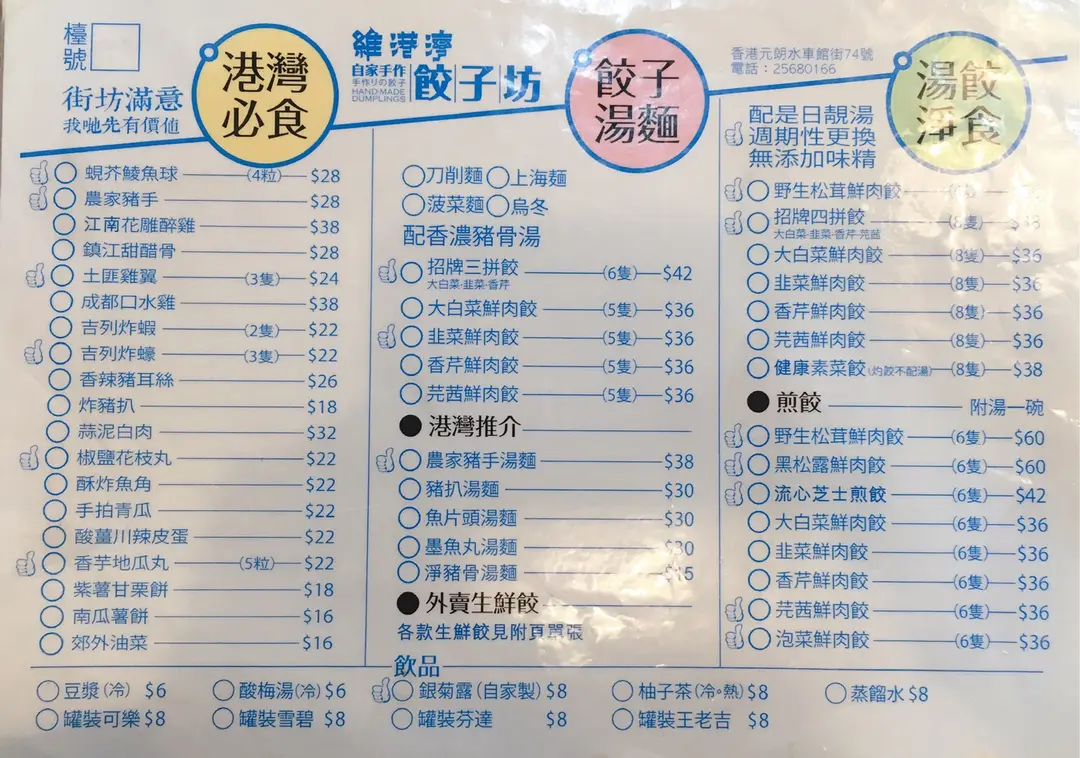 檯號
街坊滿意
我哋先有價值
港灣必食
維港灣
自家手作
手作りの餃子
HAND-MADE
DUMPLINGS
餃子坊
餃子湯麵
香港元朗水車館街74號
電話：25680166
湯餃淨食
蜆芥鯪魚球 (4粒) $28
農家豬手 $28
江南花雕醉雞 $38
鎮江甜醋骨 $28
土匪雞翼 (3隻) $24
成都口水雞 $38
吉列炸蝦 (2隻) $22
吉列炸蠔 (3隻) $22
香辣豬耳絲 $26
炸豬扒 $18
蒜泥白肉 $32
椒鹽花枝丸 $22
酥炸魚角 $22
手拍青瓜 $22
酸薑川辣皮蛋 $22
香芋地瓜丸 (5粒) $22
紫薯甘栗餅 $18
南瓜薯餅 $16
郊外油菜 $16
刀削麵 上海麵
菠菜麵 烏冬
配香濃豬骨湯
招牌三拼餃 (6隻) $42
大白菜·韭菜·香芹
大白菜鮮肉餃 (5隻) $36
韭菜鮮肉餃 (5隻) $36
香芹鮮肉餃 (5隻) $36
芫茜鮮肉餃 (5隻) $36
港灣推介
農家豬手湯麵 $38
豬扒湯麵 $30
魚片頭湯麵 $30
墨魚丸湯麵 $30
淨豬骨湯麵
外賣生鮮餃
各款生鮮餃見附頁單張
配是日靚湯
週期性更換
無添加味精
野生松茸鮮肉餃
招牌四拼餃 (8隻)
大白菜·韭菜·香芹·芫茜
大白菜鮮肉餃 (8隻) $36
韭菜鮮肉餃 (8隻) $36
香芹鮮肉餃 (8隻) $36
芫茜鮮肉餃 (8隻) $36
健康素菜餃 (灼餃不配湯) (8隻) $38
煎餃 附湯一碗
野生松茸鮮肉餃 (6隻) $60
黑松露鮮肉餃 (6隻) $60
流心芝士煎餃 (6隻) $42
大白菜鮮肉餃 (6隻) $36
韭菜鮮肉餃 (6隻) $36
香芹鮮肉餃 (6隻) $36
芫茜鮮肉餃 (6隻) $36
泡菜鮮肉餃 (6隻) $36
飲品
豆漿(冷) $6 酸梅湯(冷) $6 銀菊露(自家製) $8 柚子茶(冷·熱) $8 蒸餾水 $8
罐裝可樂 $8 罐裝雪碧 $8 罐裝芬達 $8 罐裝王老吉 $8